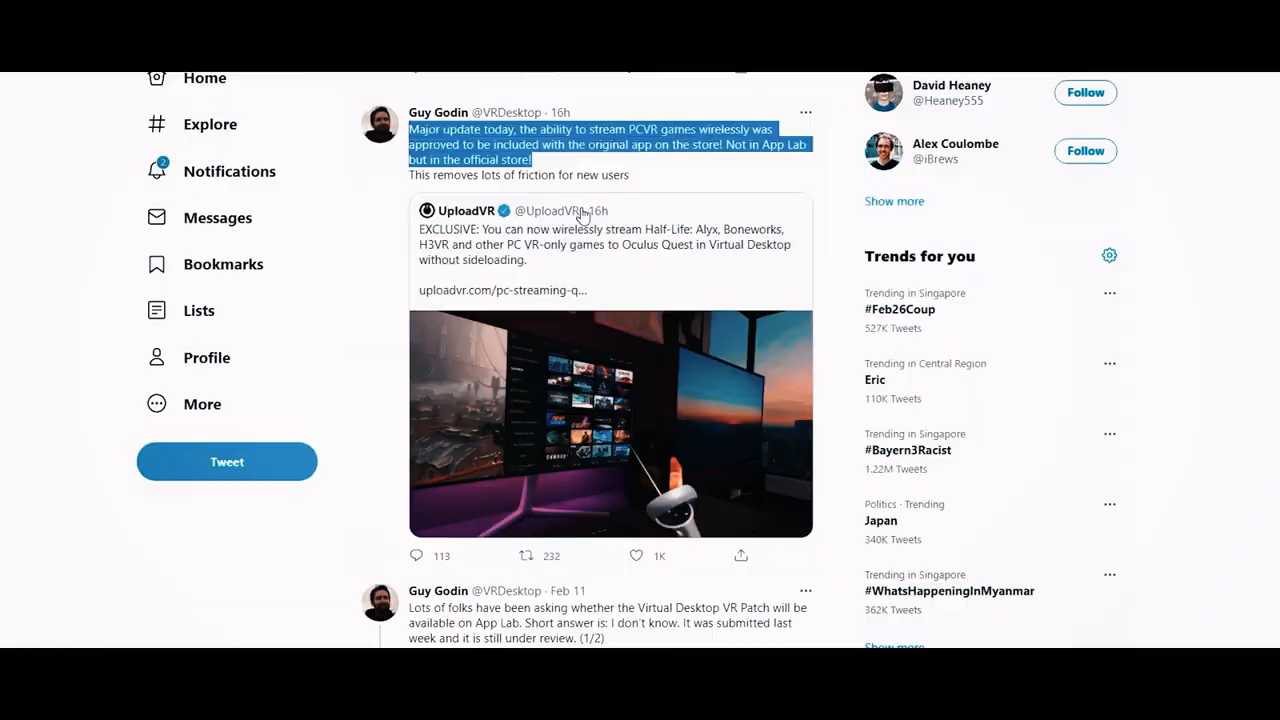 Home
Explore
2
Notifications
Messages
Bookmarks
Lists
Profile
More
Tweet
Guy Godin @VRDesktop · 16h
Major update today, the ability to stream PCVR games wirelessly was
approved to be included with the original app on the store! Not in App Lab
but in the official store!
This removes lots of friction for new users
UploadVR @UploadVR · 16h
EXCLUSIVE: You can now wirelessly stream Half-Life: Alyx, Boneworks,
H3VR and other PC VR-only games to Oculus Quest in Virtual Desktop
without sideloading.
uploadvr.com/pc-streaming-q...
113
232
1K
Guy Godin @VRDesktop · Feb 11
Lots of folks have been asking whether the Virtual Desktop VR Patch will be
available on App Lab. Short answer is: I don't know. It was submitted last
week and it is still under review. (1/2)
David Heaney
@Heaney555
Follow
Alex Coulombe
@iBrews
Follow
Show more
Trends for you
Trending in Singapore
#Feb26Coup
527K Tweets
Trending in Central Region
Eric
110K Tweets
Trending in Singapore
#Bayern3Racist
1.22M Tweets
Politics · Trending
Japan
340K Tweets
Trending in Singapore
#WhatsHappeningInMyanmar
362K Tweets
Show more